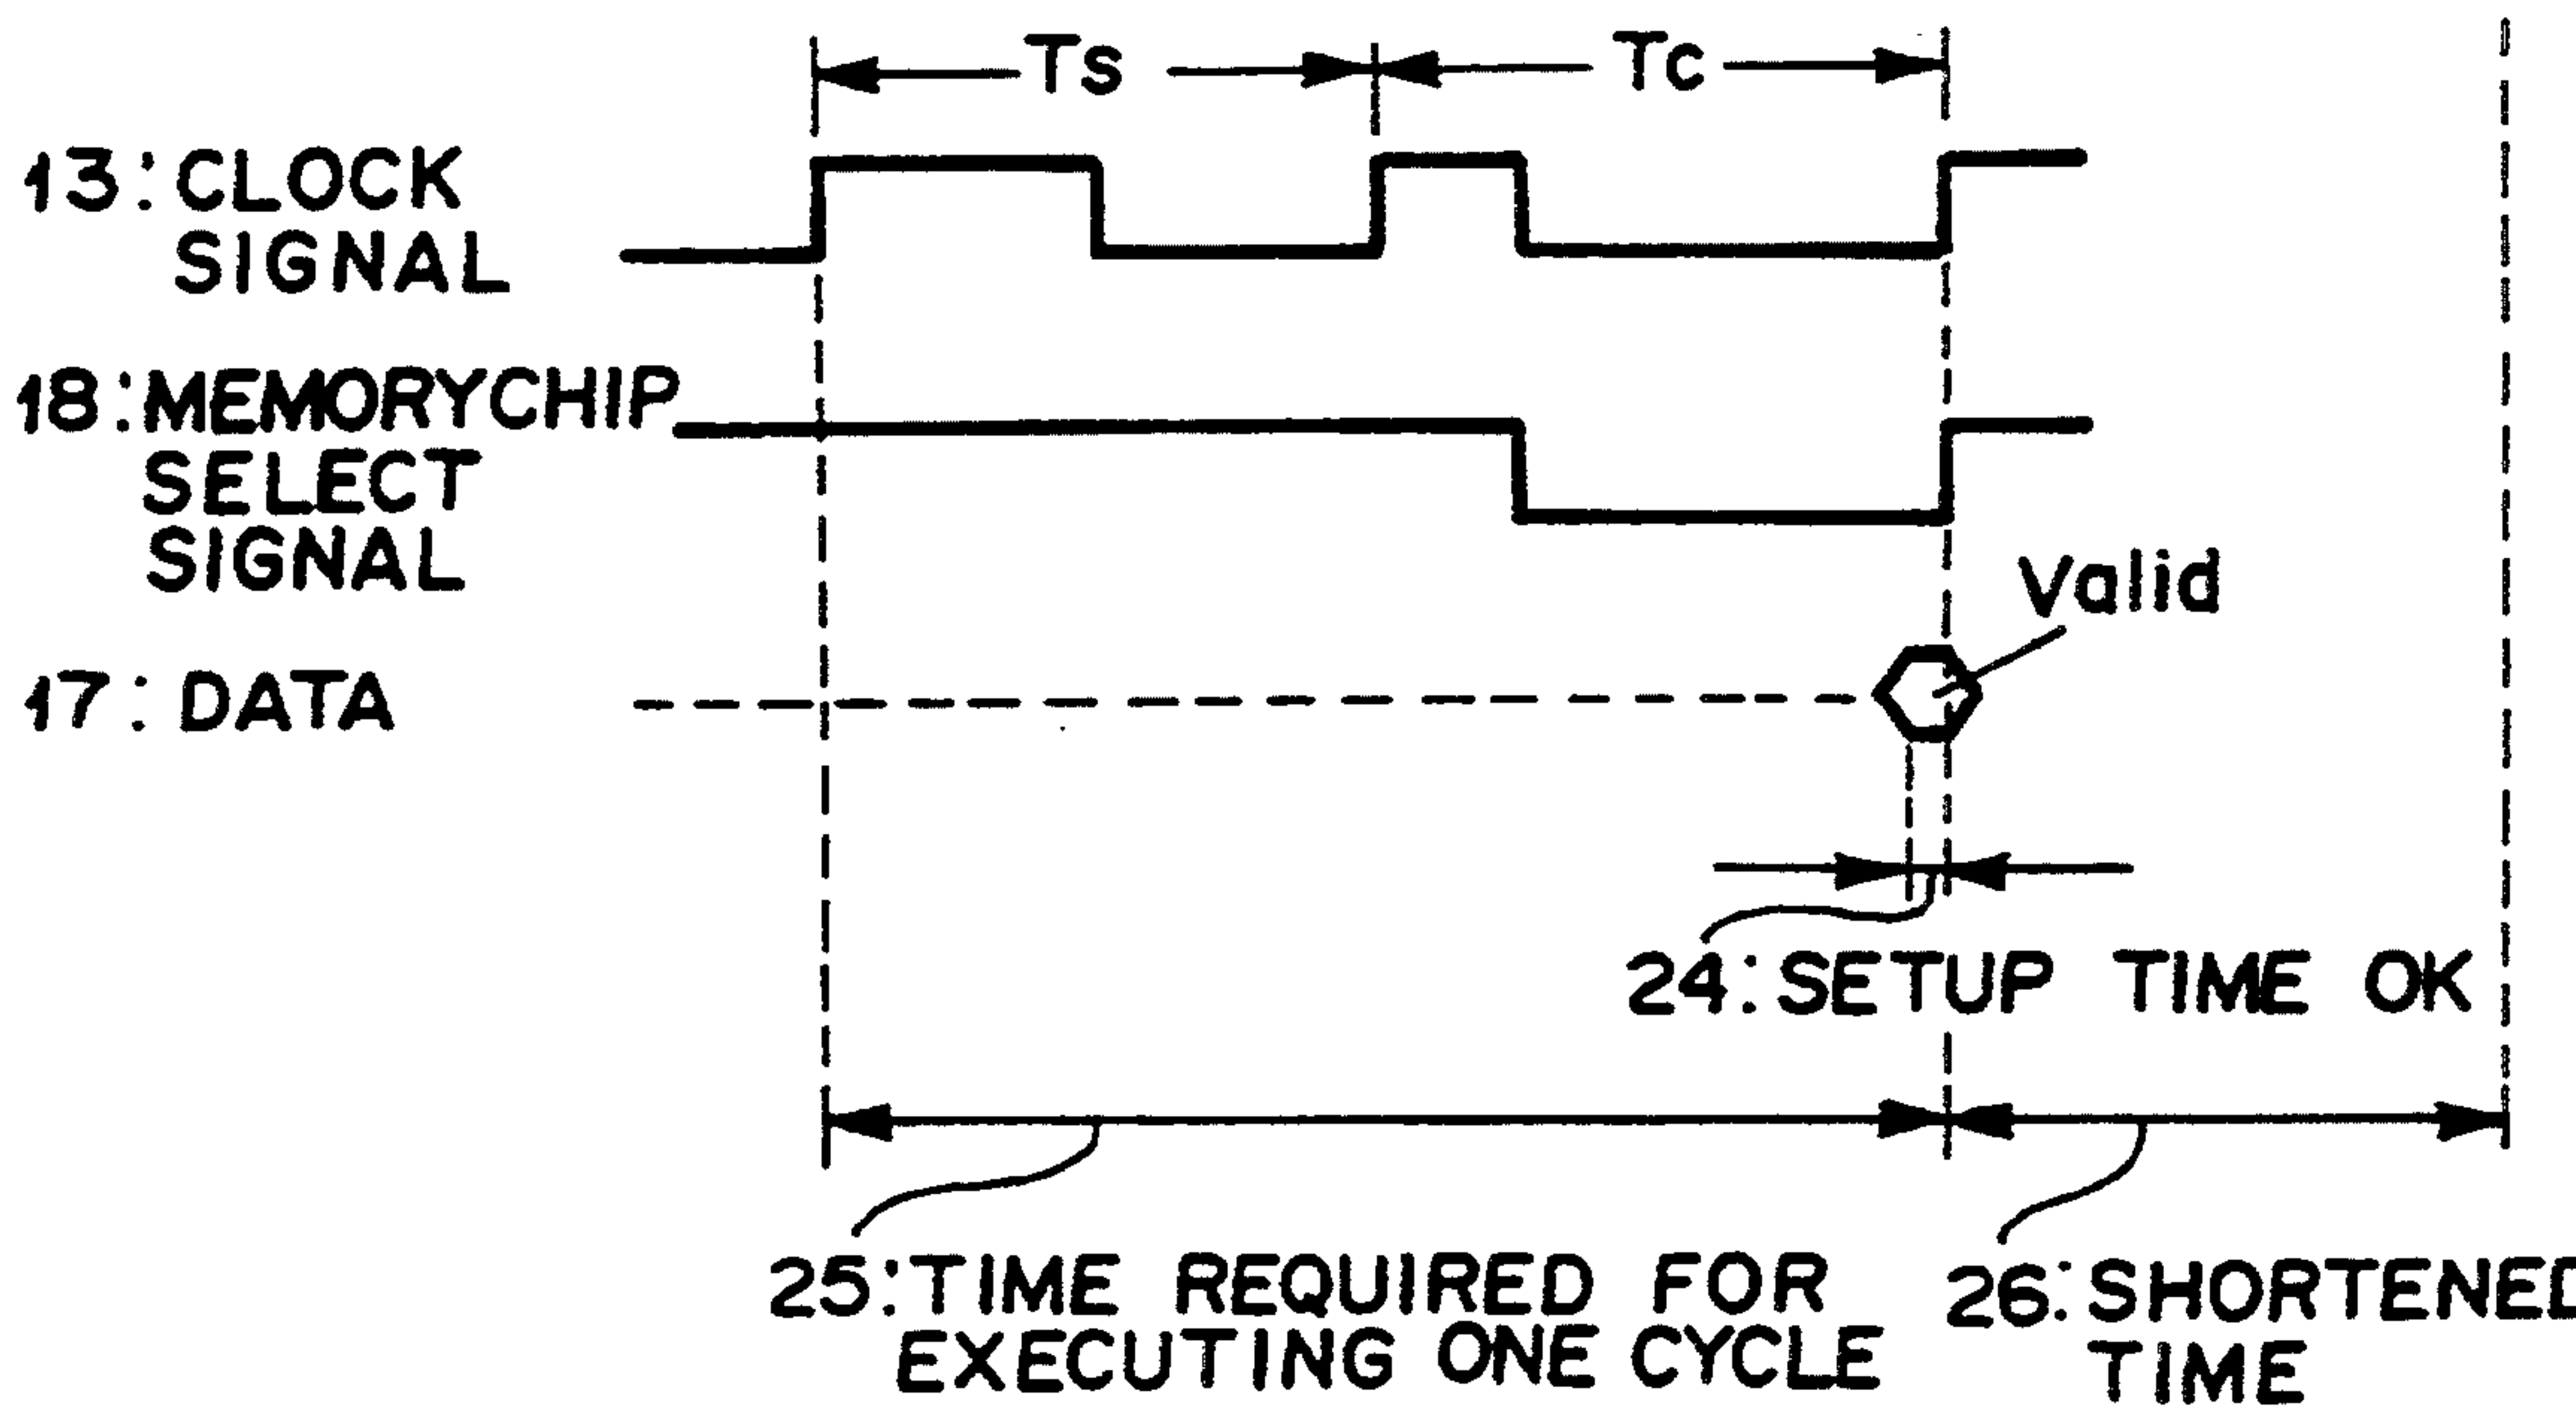 Ts
Tc
13: CLOCK
SIGNAL
18: MEMORYCHIP
SELECT
SIGNAL
Valid
17: DATA
24: SETUP TIME OK
25: TIME REQUIRED FOR
EXECUTING ONE CYCLE
26: SHORTENED
TIME